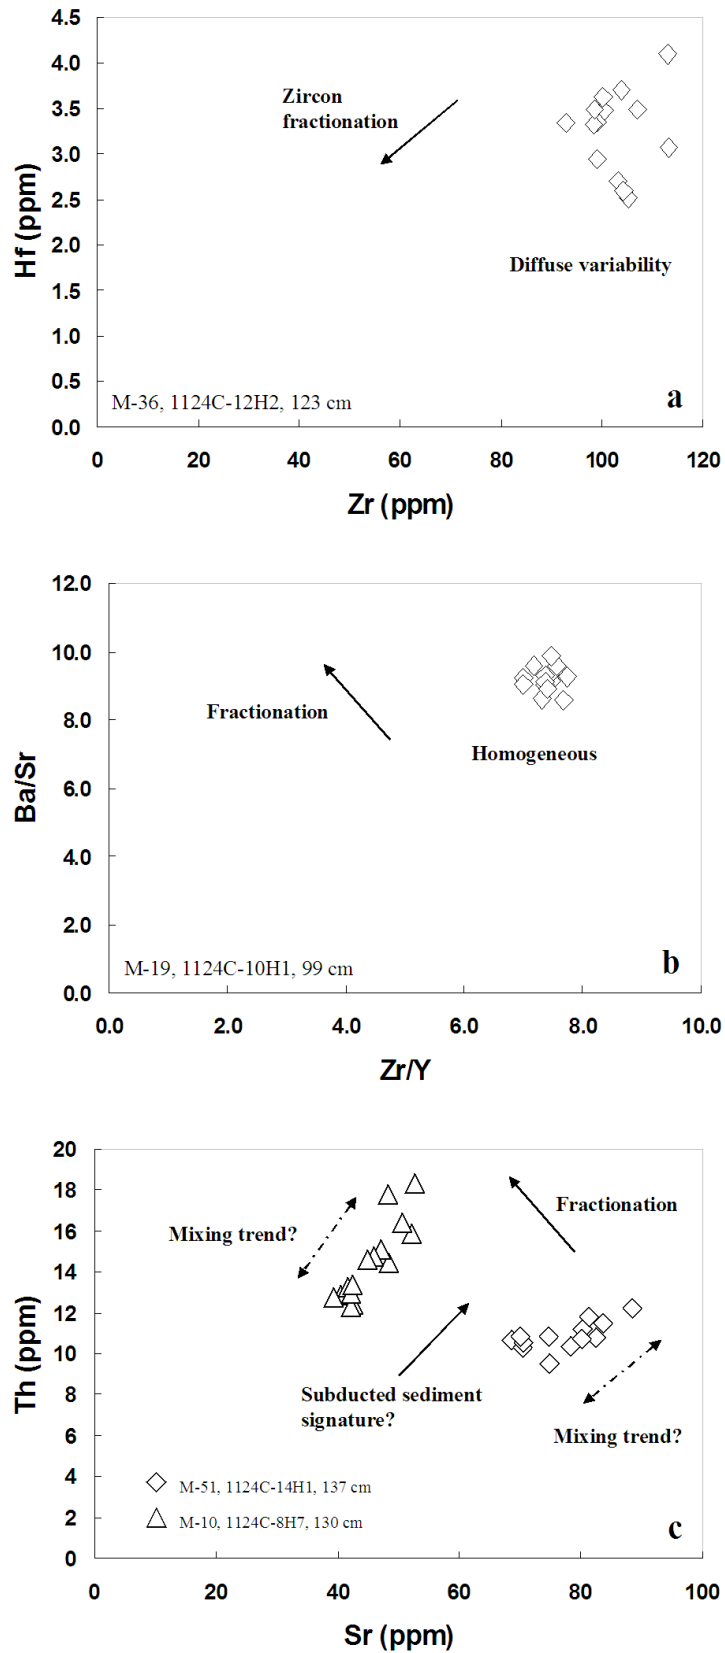 4.5
4.0
3.5
3.0
2.5
2.0
1.5
1.0
0.5
0.0
Hf (ppm)
Zircon
fractionation
Diffuse variability
M-36, 1124C-12H2, 123 cm
a
0 20 40 60 80 100 120
Zr (ppm)
12.0
10.0
8.0
6.0
4.0
2.0
0.0
Ba/Sr
Fractionation
Homogeneous
M-19, 1124C-10H1, 99 cm
b
0.0 2.0 4.0 6.0 8.0 10.0
Zr/Y
20
18
16
14
12
10
8
6
4
2
0
Th (ppm)
Mixing trend?
Fractionation
Subducted sediment
signature?
Mixing trend?
M-51, 1124C-14H1, 137 cm
M-10, 1124C-8H7, 130 cm
c
0 20 40 60 80 100
Sr (ppm)